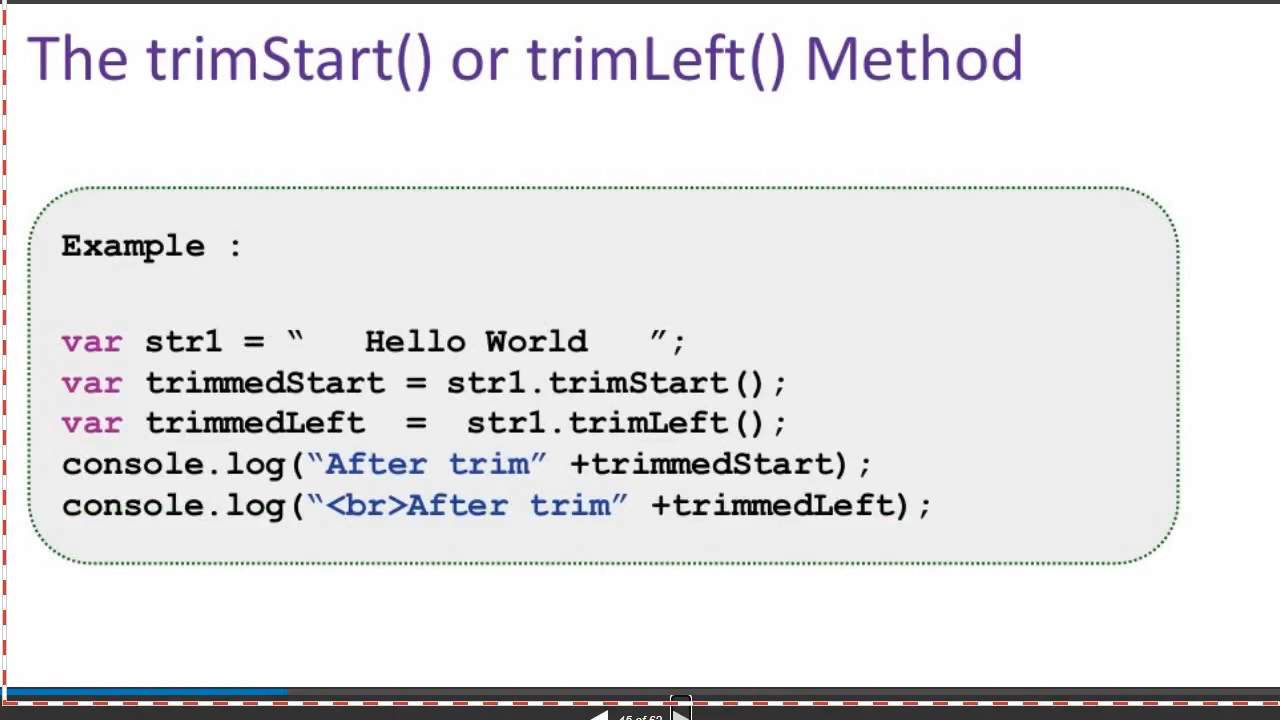 The trimStart() or trimLeft() Method
Example :
var str1 = “   Hello World   ”;
var trimmedStart = str1.trimStart();
var trimmedLeft  =  str1.trimLeft();
console.log(“After trim” +trimmedStart);
console.log(“<br>After trim” +trimmedLeft);